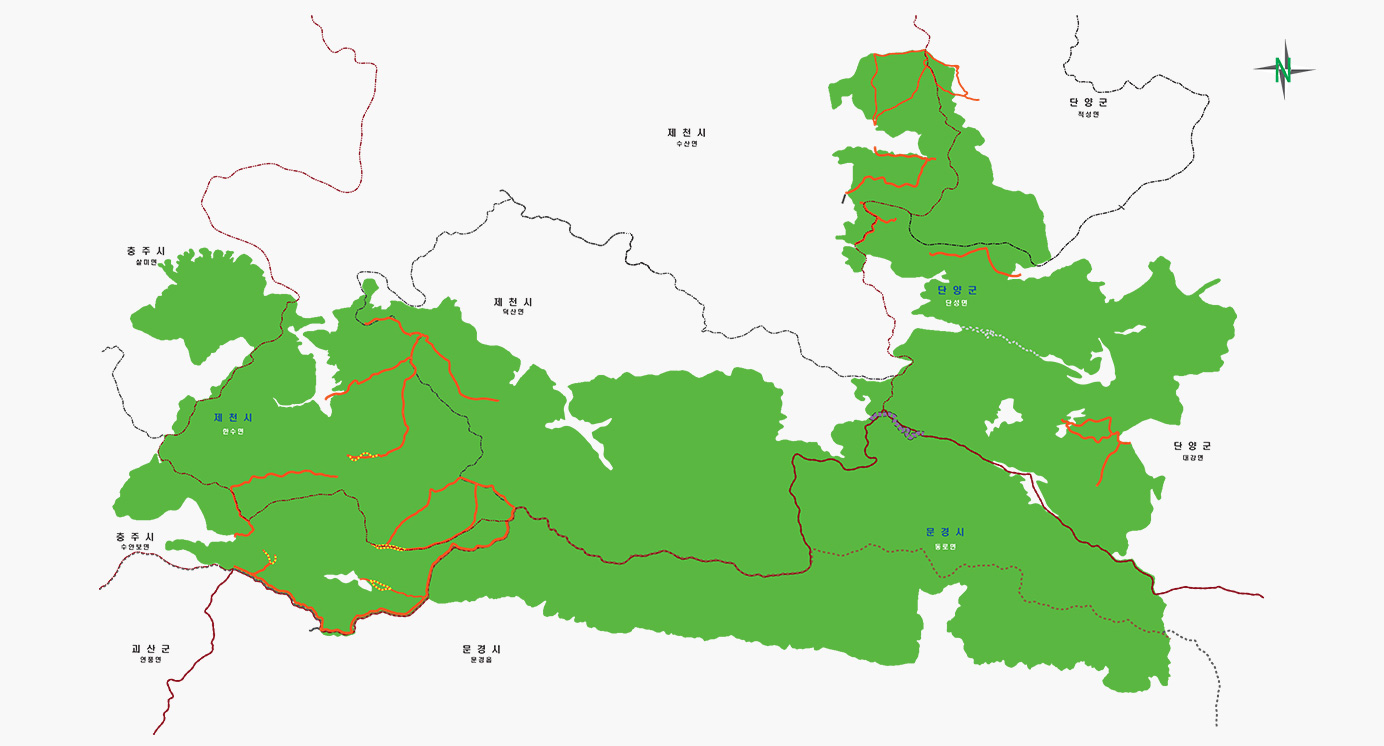 N
단양군
적성면
제천시
수산면
충주시
살미면
단양군
단성면
제천시
덕산면
제천시
한수면
단양군
대강면
문경시
동로면
충주시
수안보면
괴산군
연풍면
문경시
문경읍